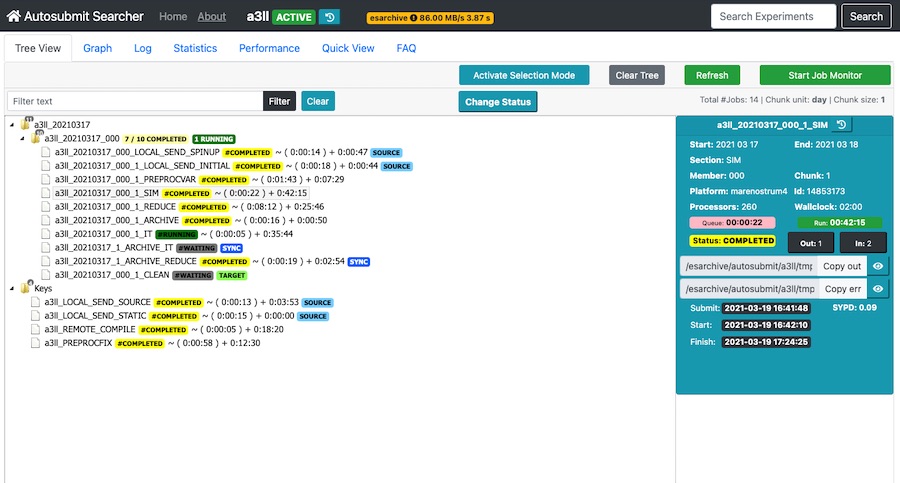 Autosubmit Searcher Home About a3ll ACTIVE esarchive 86.00 MB/s 3.87 s Search Experiments Search
Tree View Graph Log Statistics Performance Quick View FAQ
Activate Selection Mode Clear Tree Refresh Start Job Monitor
Filter text Filter Clear Change Status Total #Jobs: 14 | Chunk unit: day | Chunk size: 1
a3ll_20210317
a3ll_20210317_000 7 / 10 COMPLETED 1 RUNNING
a3ll_20210317_000_LOCAL_SEND_SPINUP #COMPLETED ~ ( 0:00:14 ) + 0:00:47 SOURCE
a3ll_20210317_000_1_LOCAL_SEND_INITIAL #COMPLETED ~ ( 0:00:18 ) + 0:00:44 SOURCE
a3ll_20210317_000_1_PREPROCVAR #COMPLETED ~ ( 0:01:43 ) + 0:07:29
a3ll_20210317_000_1_SIM #COMPLETED ~ ( 0:00:22 ) + 0:42:15
a3ll_20210317_000_1_REDUCE #COMPLETED ~ ( 0:08:12 ) + 0:25:46
a3ll_20210317_000_1_ARCHIVE #COMPLETED ~ ( 0:00:16 ) + 0:00:50
a3ll_20210317_000_1_IT #RUNNING ~ ( 0:00:05 ) + 0:35:44
a3ll_20210317_1_ARCHIVE_IT #WAITING SYNC
a3ll_20210317_1_ARCHIVE_REDUCE #COMPLETED ~ ( 0:00:19 ) + 0:02:54 SYNC
a3ll_20210317_000_1_CLEAN #WAITING TARGET
Keys
a3ll_LOCAL_SEND_SOURCE #COMPLETED ~ ( 0:00:13 ) + 0:03:53 SOURCE
a3ll_LOCAL_SEND_STATIC #COMPLETED ~ ( 0:00:15 ) + 0:00:00 SOURCE
a3ll_REMOTE_COMPILE #COMPLETED ~ ( 0:00:05 ) + 0:18:20
a3ll_PREPROCFIX #COMPLETED ~ ( 0:00:58 ) + 0:12:30
a3ll_20210317_000_1_SIM
Start: 2021 03 17 End: 2021 03 18
Section: SIM
Member: 000 Chunk: 1
Platform: marenostrum4 Id: 14853173
Processors: 260 Wallclock: 02:00
Queue: 00:00:22 Run: 00:42:15
Status: COMPLETED Out: 1 In: 2
/esarchive/autosubmit/a3ll/tmp Copy out
/esarchive/autosubmit/a3ll/tmp Copy err
Submit: 2021-03-19 16:41:48 SYPD: 0.09
Start: 2021-03-19 16:42:10
Finish: 2021-03-19 17:24:25